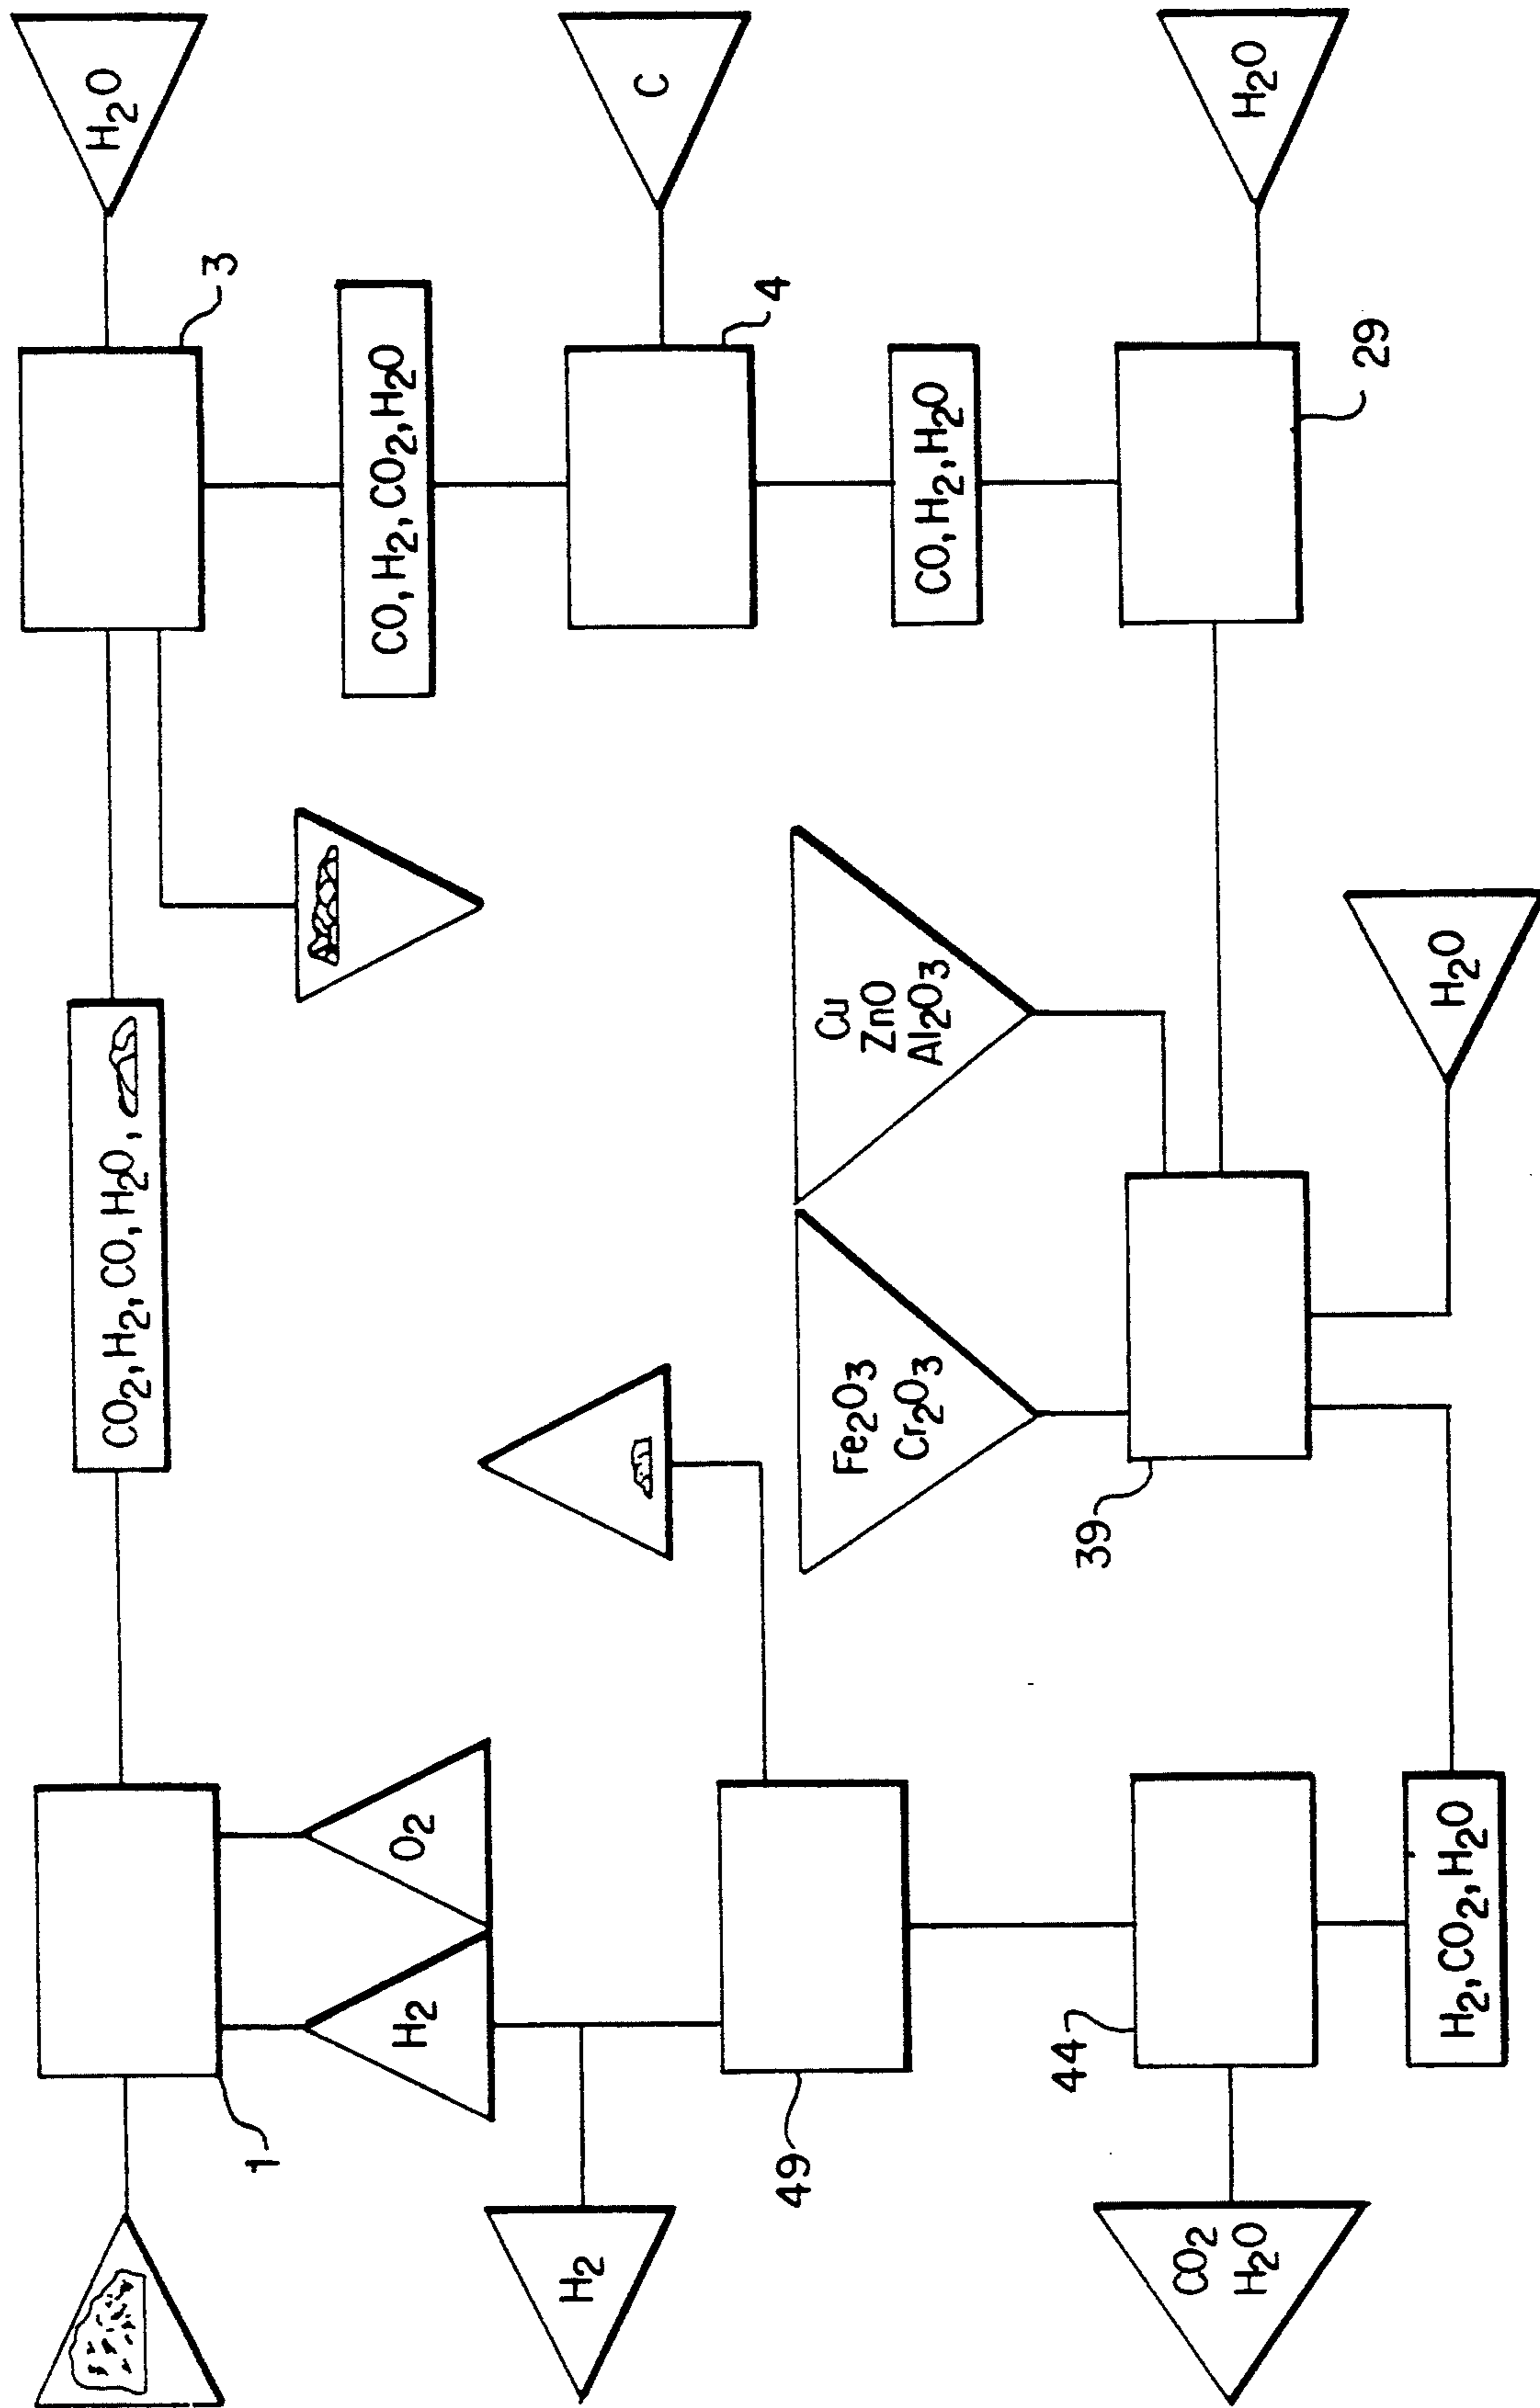 H2O
3
CO, H2, CO2, H2O
C
4
CO, H2, H2O
H2O
29
CO2, H2, CO, H2O,
Cu
ZnO
Al2O3
H2O
Fe2O3
Cr2O3
39
O2
H2
1
H2
49
44
CO2
H2O
H2, CO2, H2O